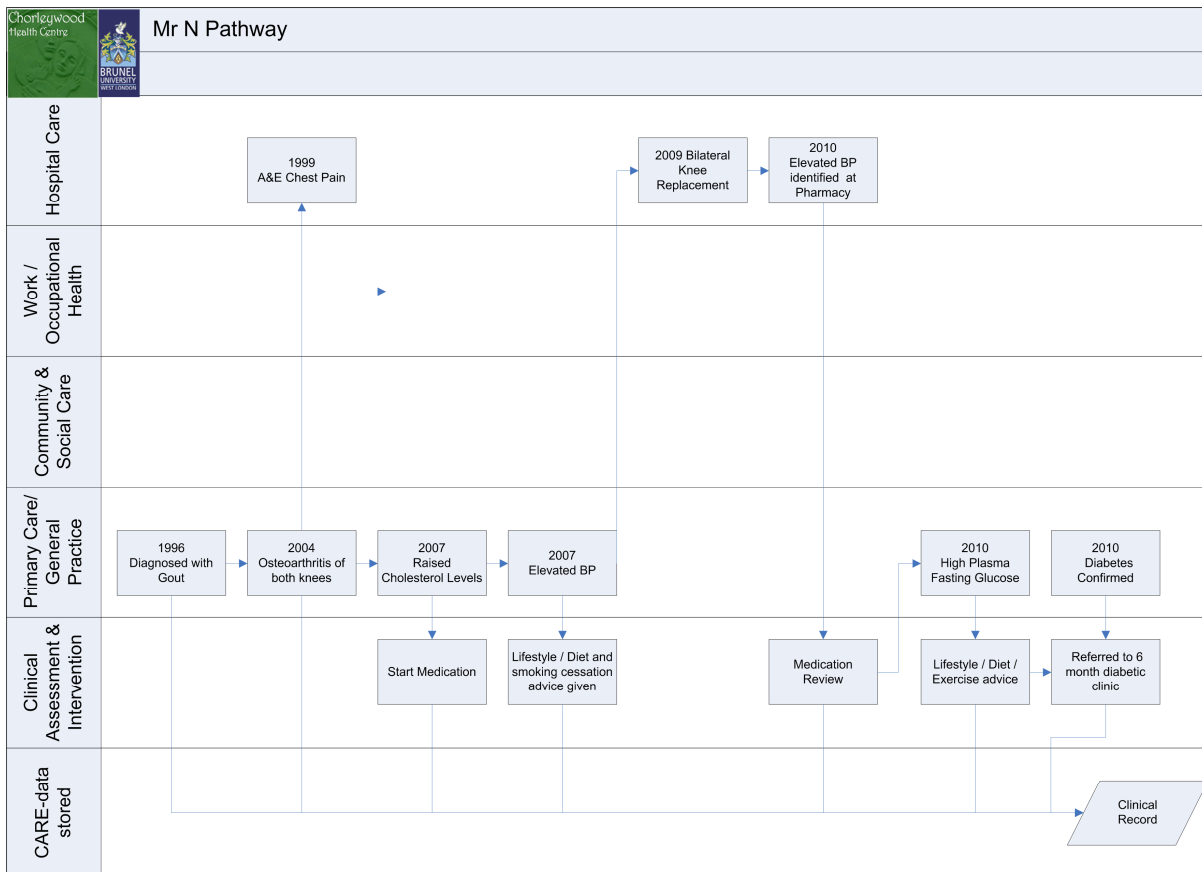 Chorleywood
Health Centre
BRUNEL
UNIVERSITY
WEST LONDON
Mr N Pathway
Hospital Care
1999
A&E Chest Pain
2009 Bilateral
Knee
Replacement
2010
Elevated BP
identified at
Pharmacy
Work /
Occupational
Health
Community &
Social Care
Primary Care/
General
Practice
1996
Diagnosed with
Gout
2004
Osteoarthritis of
both knees
2007
Raised
Cholesterol Levels
2007
Elevated BP
2010
High Plasma
Fasting Glucose
2010
Diabetes
Confirmed
Clinical
Assessment &
Intervention
Start Medication
Lifestyle / Diet and
smoking cessation
advice given
Medication
Review
Lifestyle / Diet /
Exercise advice
Referred to 6
month diabetic
clinic
CARE-data
stored
Clinical
Record